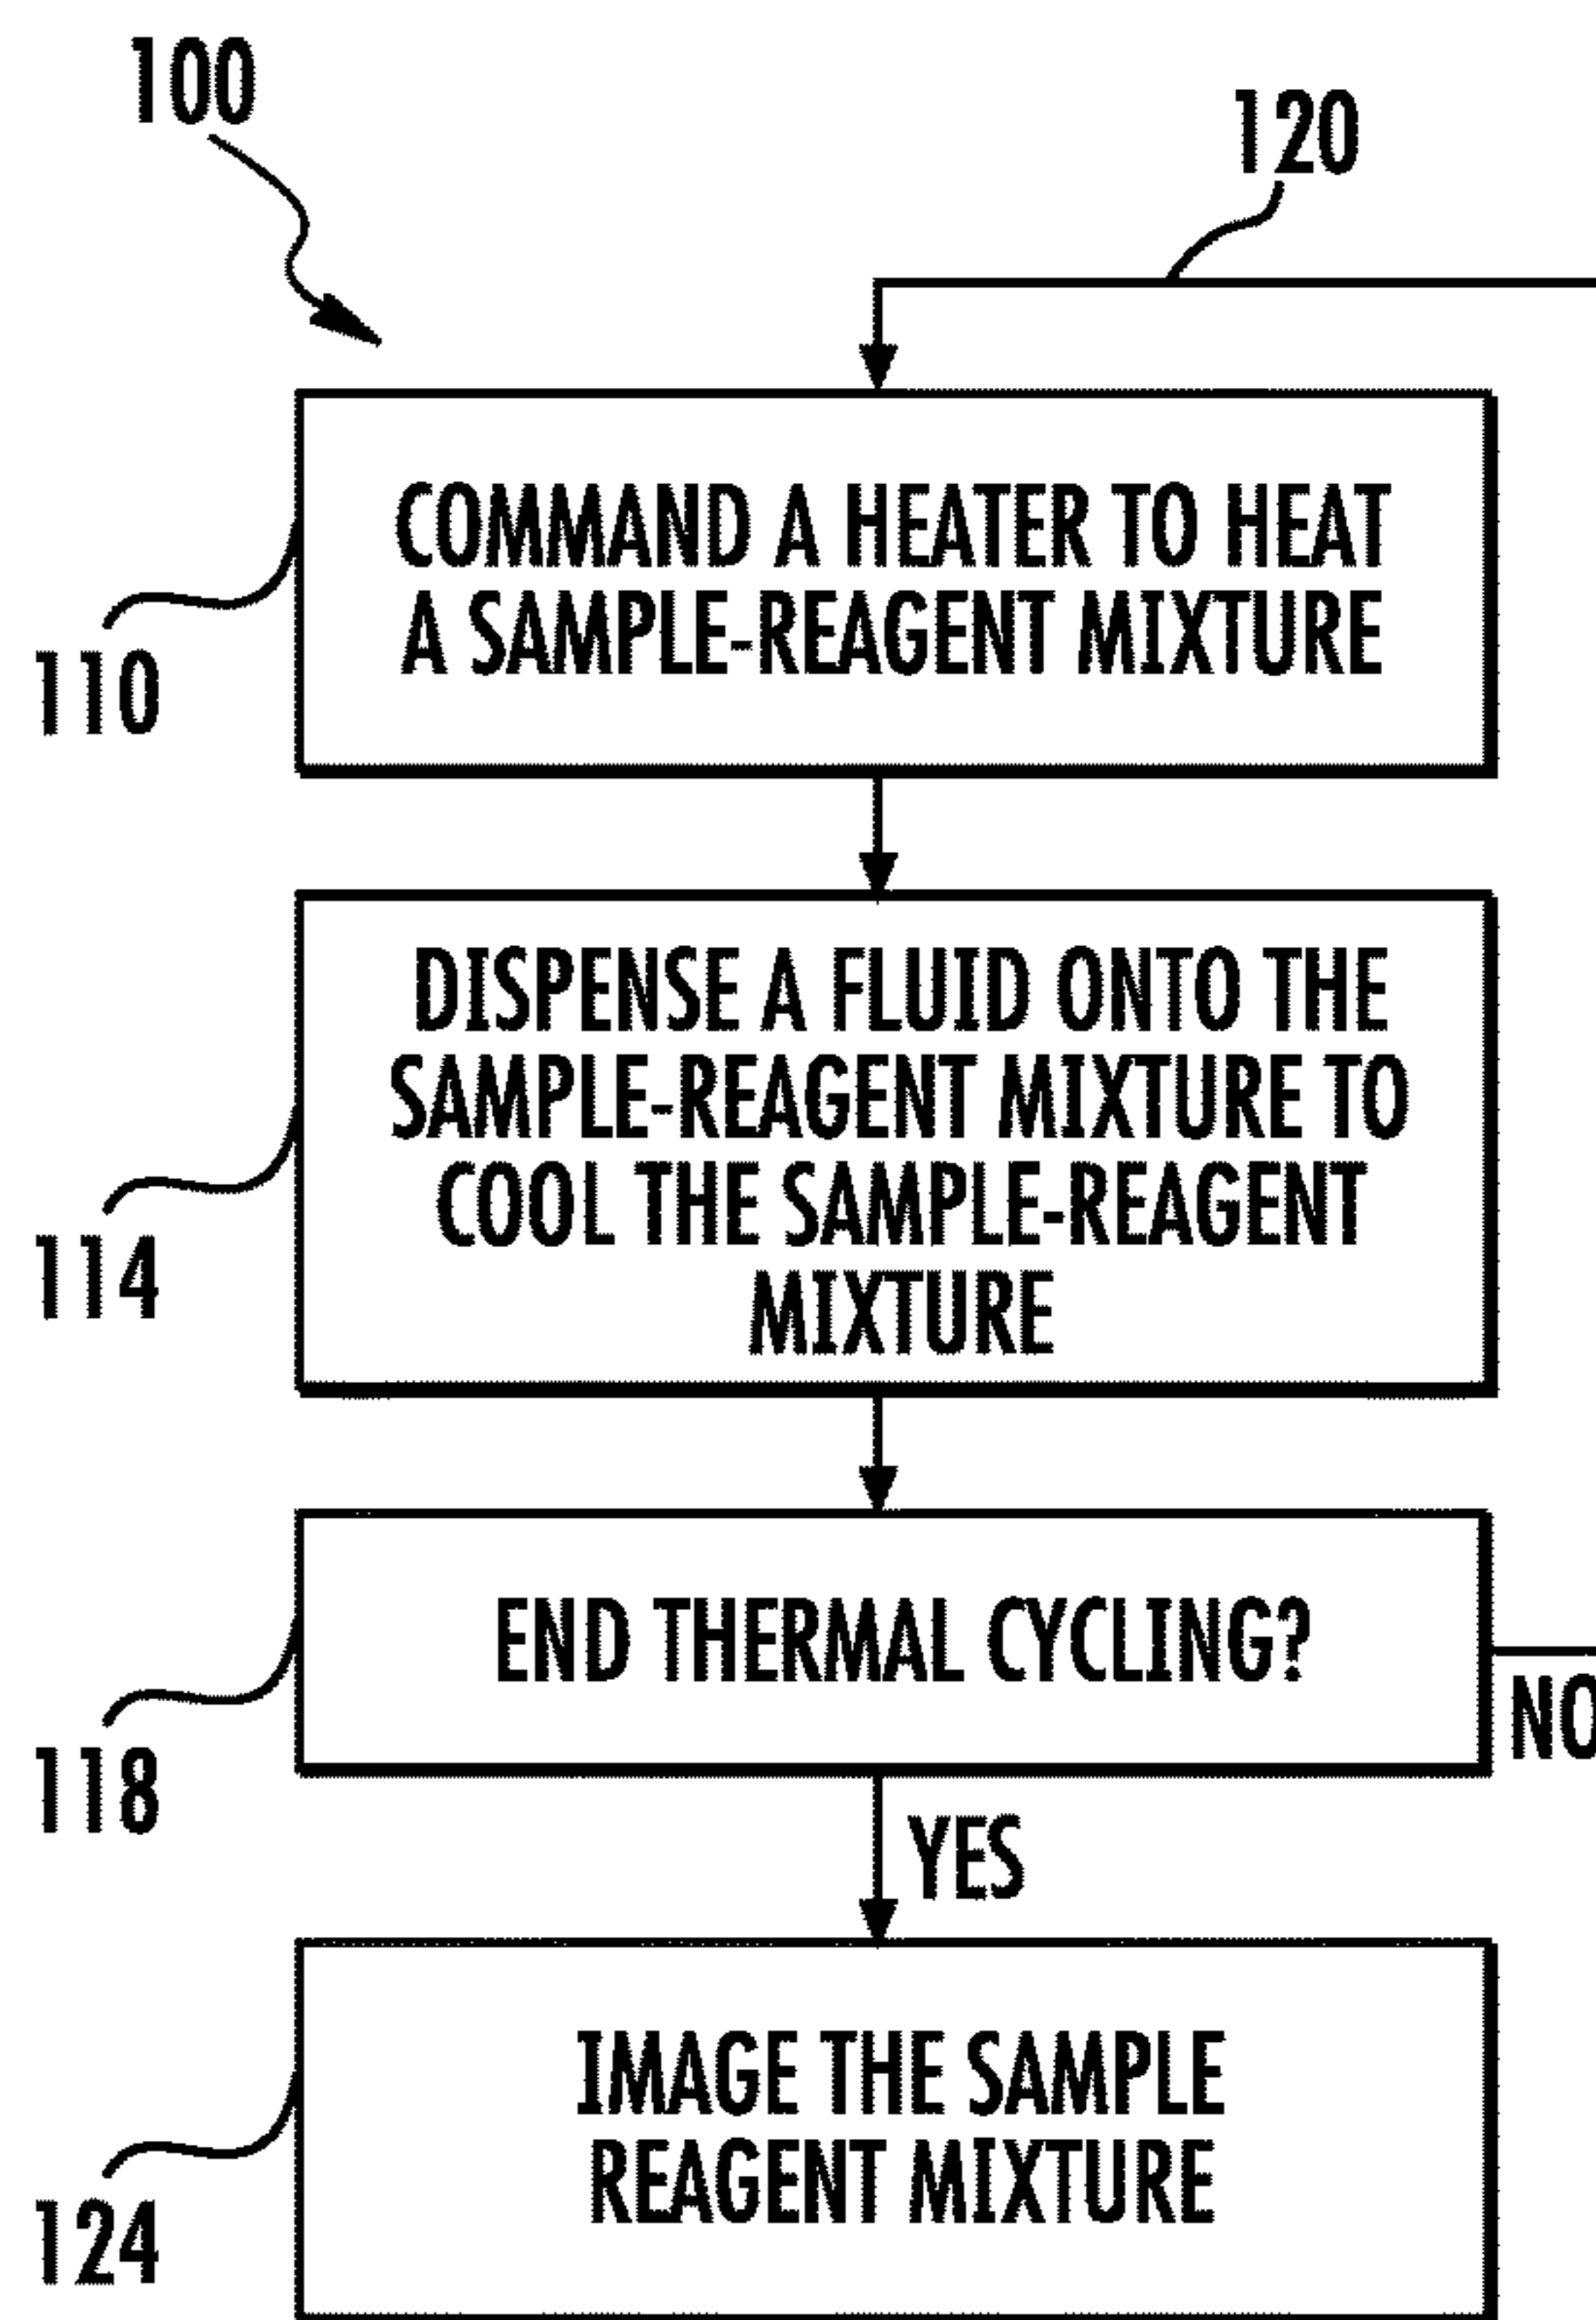 100
120
COMMAND A HEATER TO HEAT
A SAMPLE-REAGENT MIXTURE
110
DISPENSE A FLUID ONTO THE
SAMPLE-REAGENT MIXTURE TO
COOL THE SAMPLE-REAGENT
MIXTURE
114
END THERMAL CYCLING?
NO
118
YES
IMAGE THE SAMPLE
REAGENT MIXTURE
124